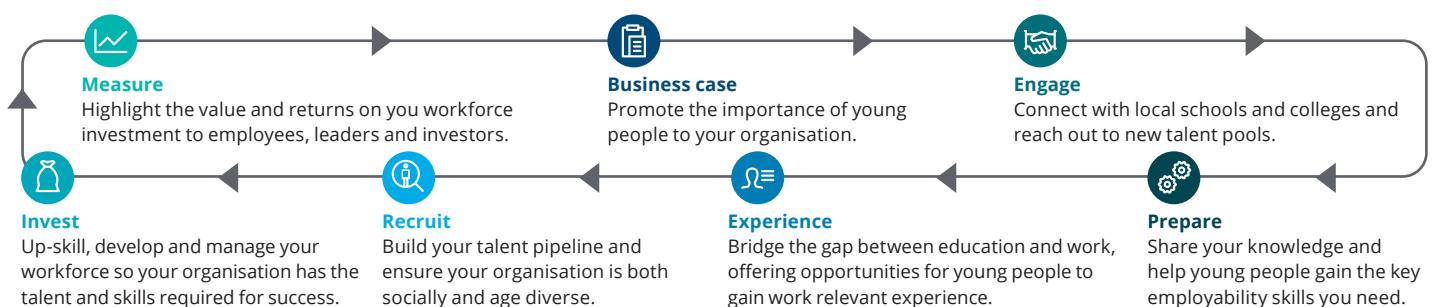 Measure
Highlight the value and returns on you workforce
investment to employees, leaders and investors.
Business case
Promote the importance of young
people to your organisation.
Engage
Connect with local schools and colleges and
reach out to new talent pools.
Invest
Up-skill, develop and manage your
workforce so your organisation has the
talent and skills required for success.
Recruit
Build your talent pipeline and
ensure your organisation is both
socially and age diverse.
Experience
Bridge the gap between education and work,
offering opportunities for young people to
gain work relevant experience.
Prepare
Share your knowledge and
help young people gain the key
employability skills you need.